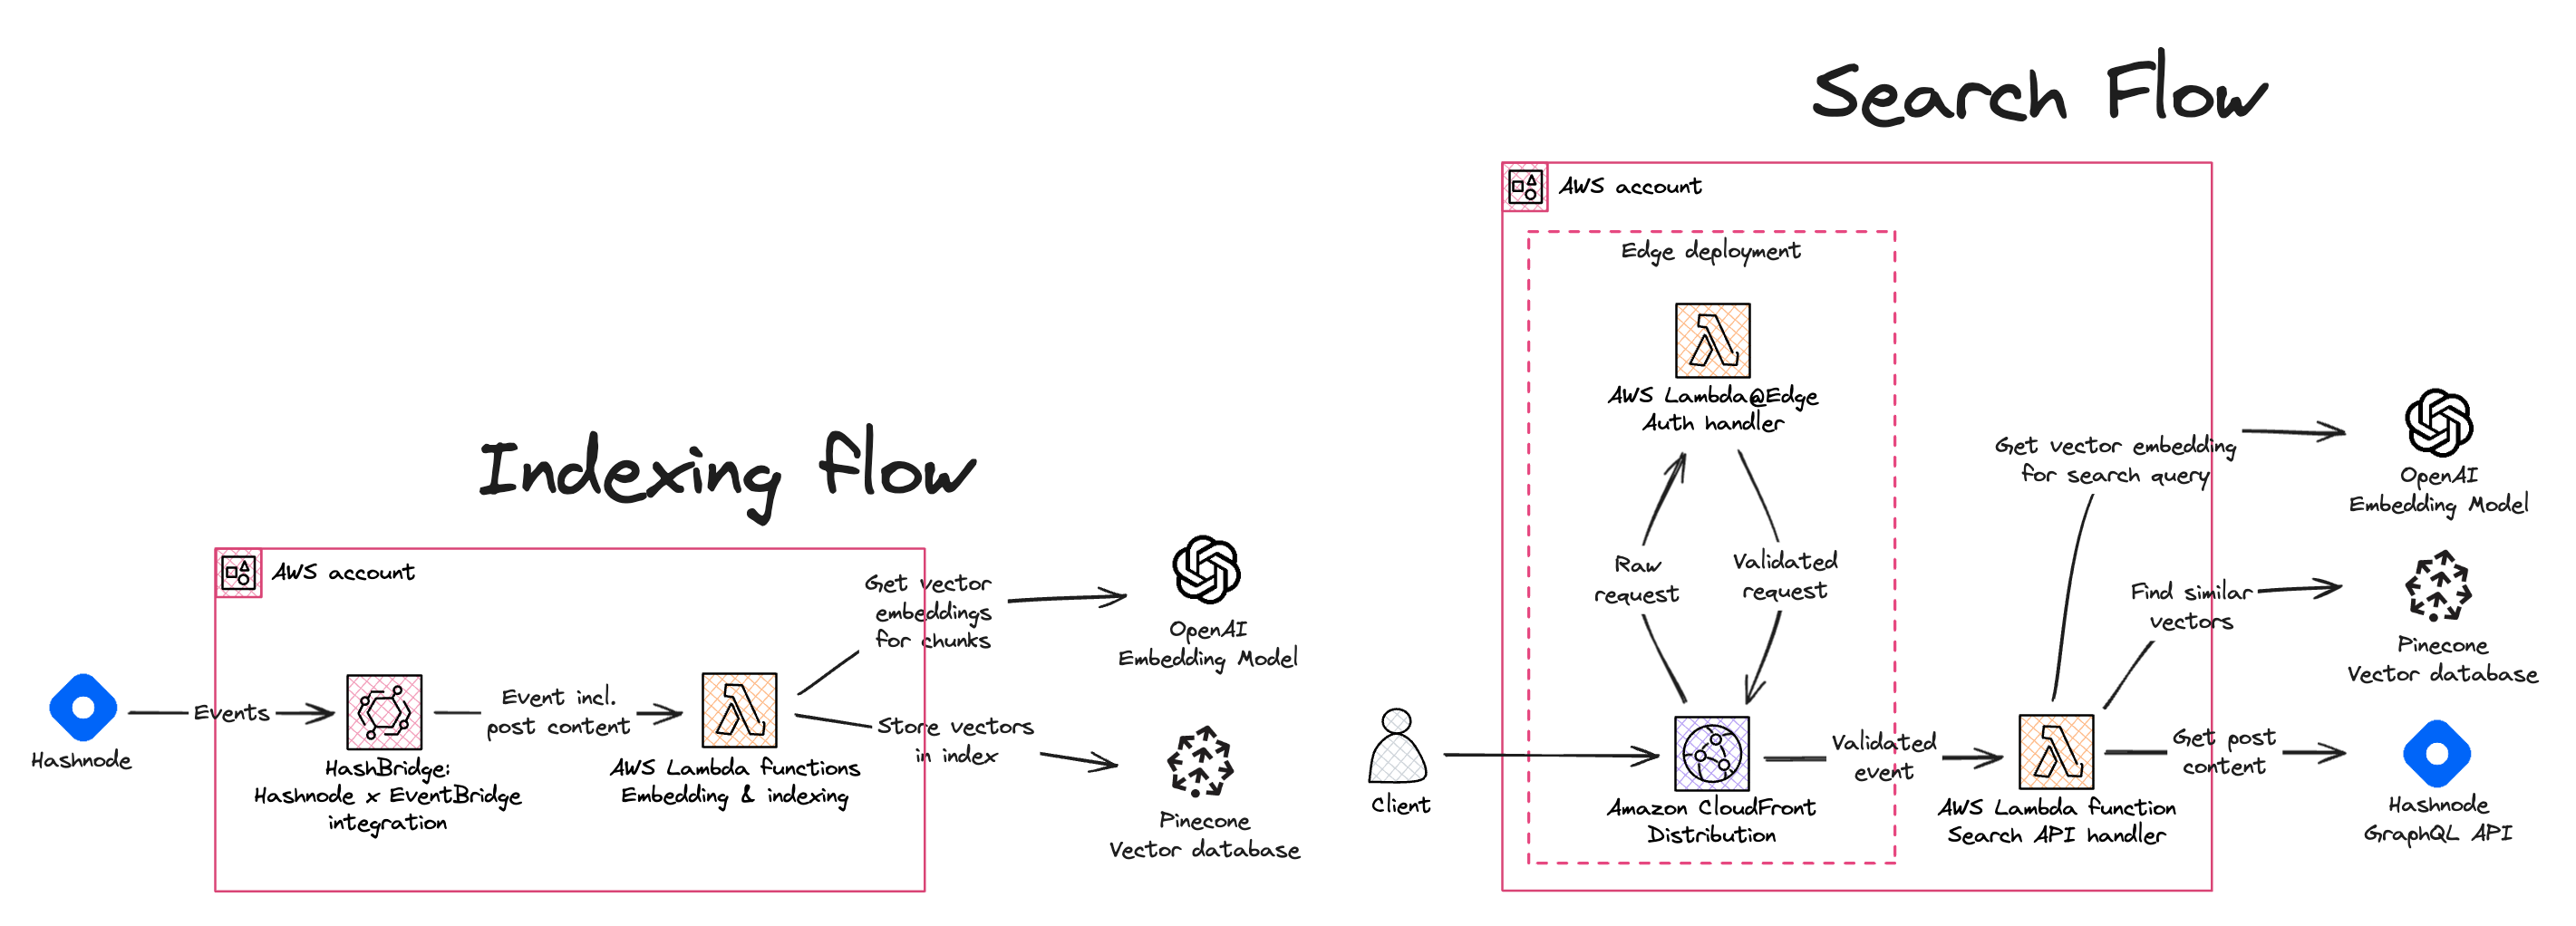 Indexing flow
AWS account
Hashnode
Events
HashBridge:
Hashnode x EventBridge
integration
Event incl.
post content
AWS Lambda functions
Embedding & indexing
Get vector
embeddings
for chunks
OpenAI
Embedding Model
Store vectors
in index
Pinecone
Vector database
Search Flow
AWS account
Edge deployment
AWS Lambda@Edge
Auth handler
Raw
request
Validated
request
Client
Amazon CloudFront
Distribution
Validated
event
AWS Lambda function
Search API handler
Get vector embedding
for search query
OpenAI
Embedding Model
Find similar
vectors
Pinecone
Vector database
Get post
content
Hashnode
GraphQL API